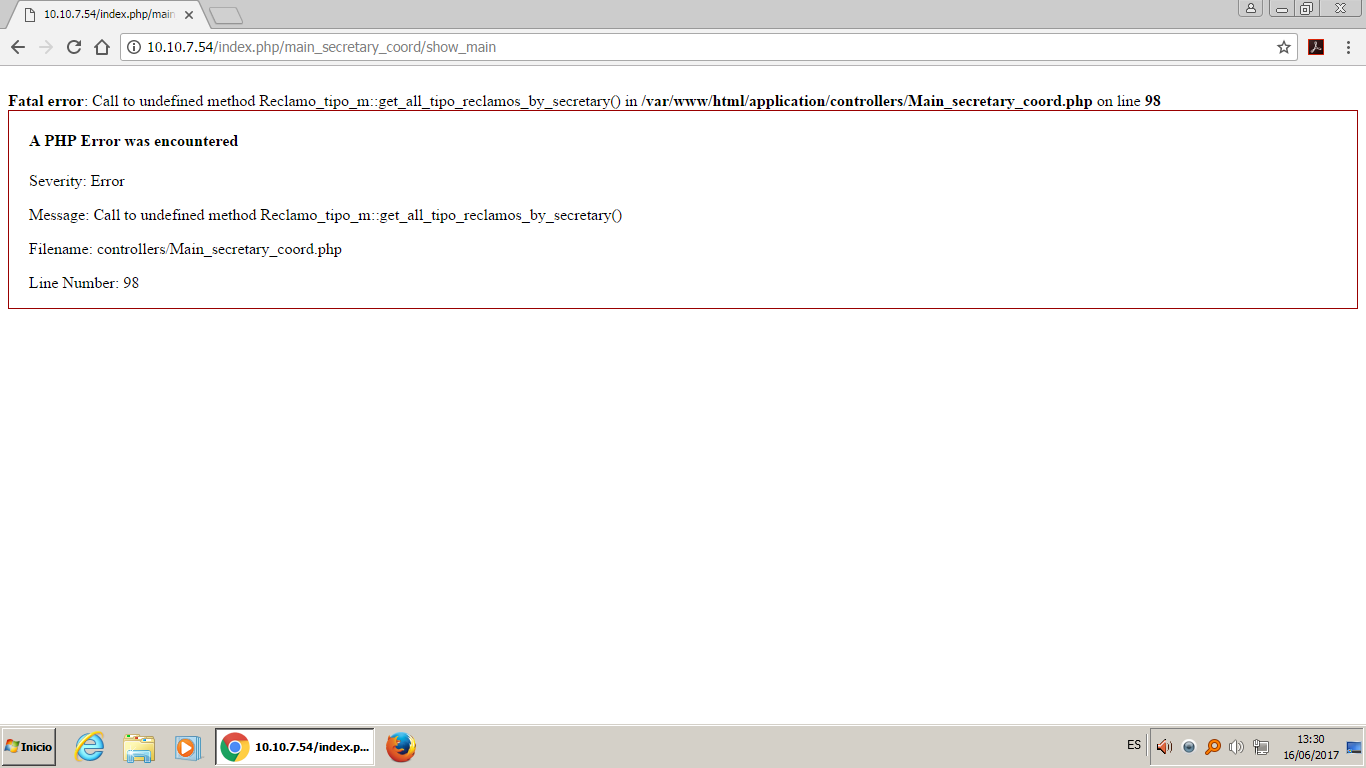 10.10.7.54/index.php/main
10.10.7.54/index.php/main_secretary_coord/show_main
Fatal error: Call to undefined method Reclamo_tipo_m::get_all_tipo_reclamos_by_secretary() in /var/www/html/application/controllers/Main_secretary_coord.php on line 98
A PHP Error was encountered
Severity: Error
Message: Call to undefined method Reclamo_tipo_m::get_all_tipo_reclamos_by_secretary()
Filename: controllers/Main_secretary_coord.php
Line Number: 98
Inicio
10.10.7.54/index.p...
ES
13:30
16/06/2017